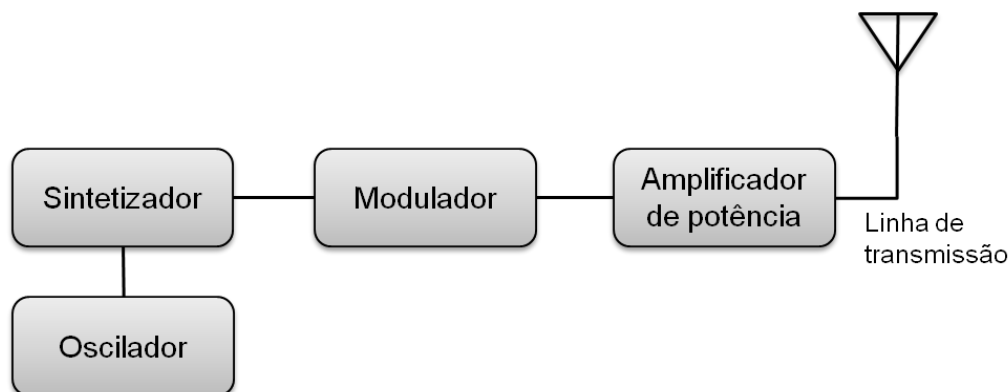 Sintetizador
Modulador
Amplificador
de potência
Linha de
transmissão
Oscilador